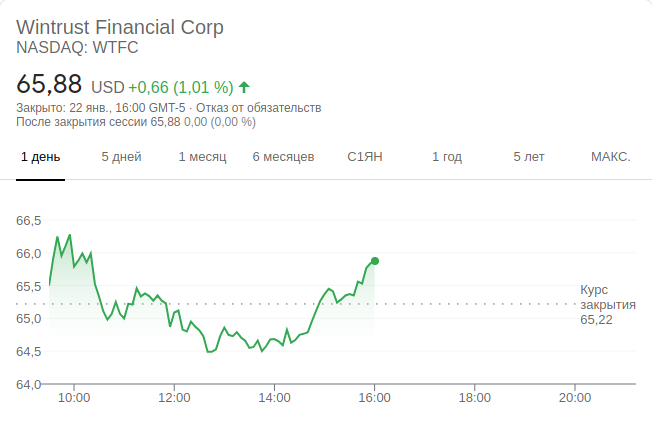 Wintrust Financial Corp
NASDAQ: WTFC
65,88 USD +0,66 (1,01 %)
Закрыто: 22 янв., 16:00 GMT-5 · Отказ от обязательств
После закрытия сессии 65,88 0,00 (0,00 %)
1 день 5 дней 1 месяц 6 месяцев С1ЯН 1 год 5 лет МАКС.
66,5
66,0
65,5
65,0
64,5
64,0
Курс
закрытия
65,22
10:00 12:00 14:00 16:00 18:00 20:00